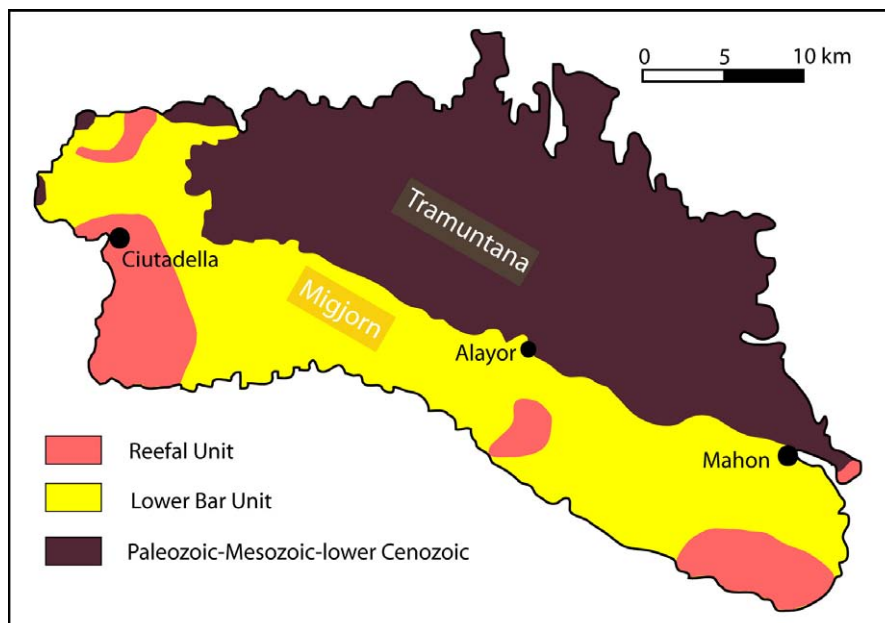 0 5 10 km
Tramuntana
Ciutadella
Migjorn
Alayor
Mahon
Reefal Unit
Lower Bar Unit
Paleozoic-Mesozoic-lower Cenozoic